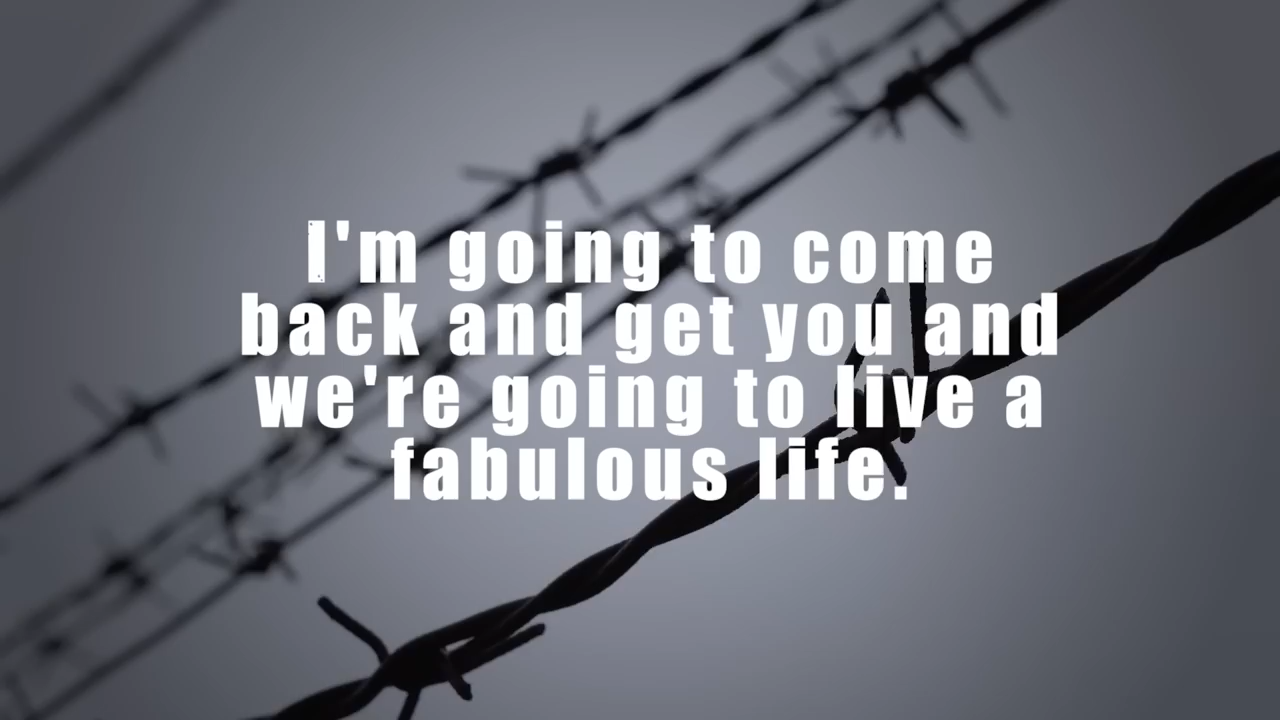 I'm going to come
back and get you and
we're going to live a
fabulous life.